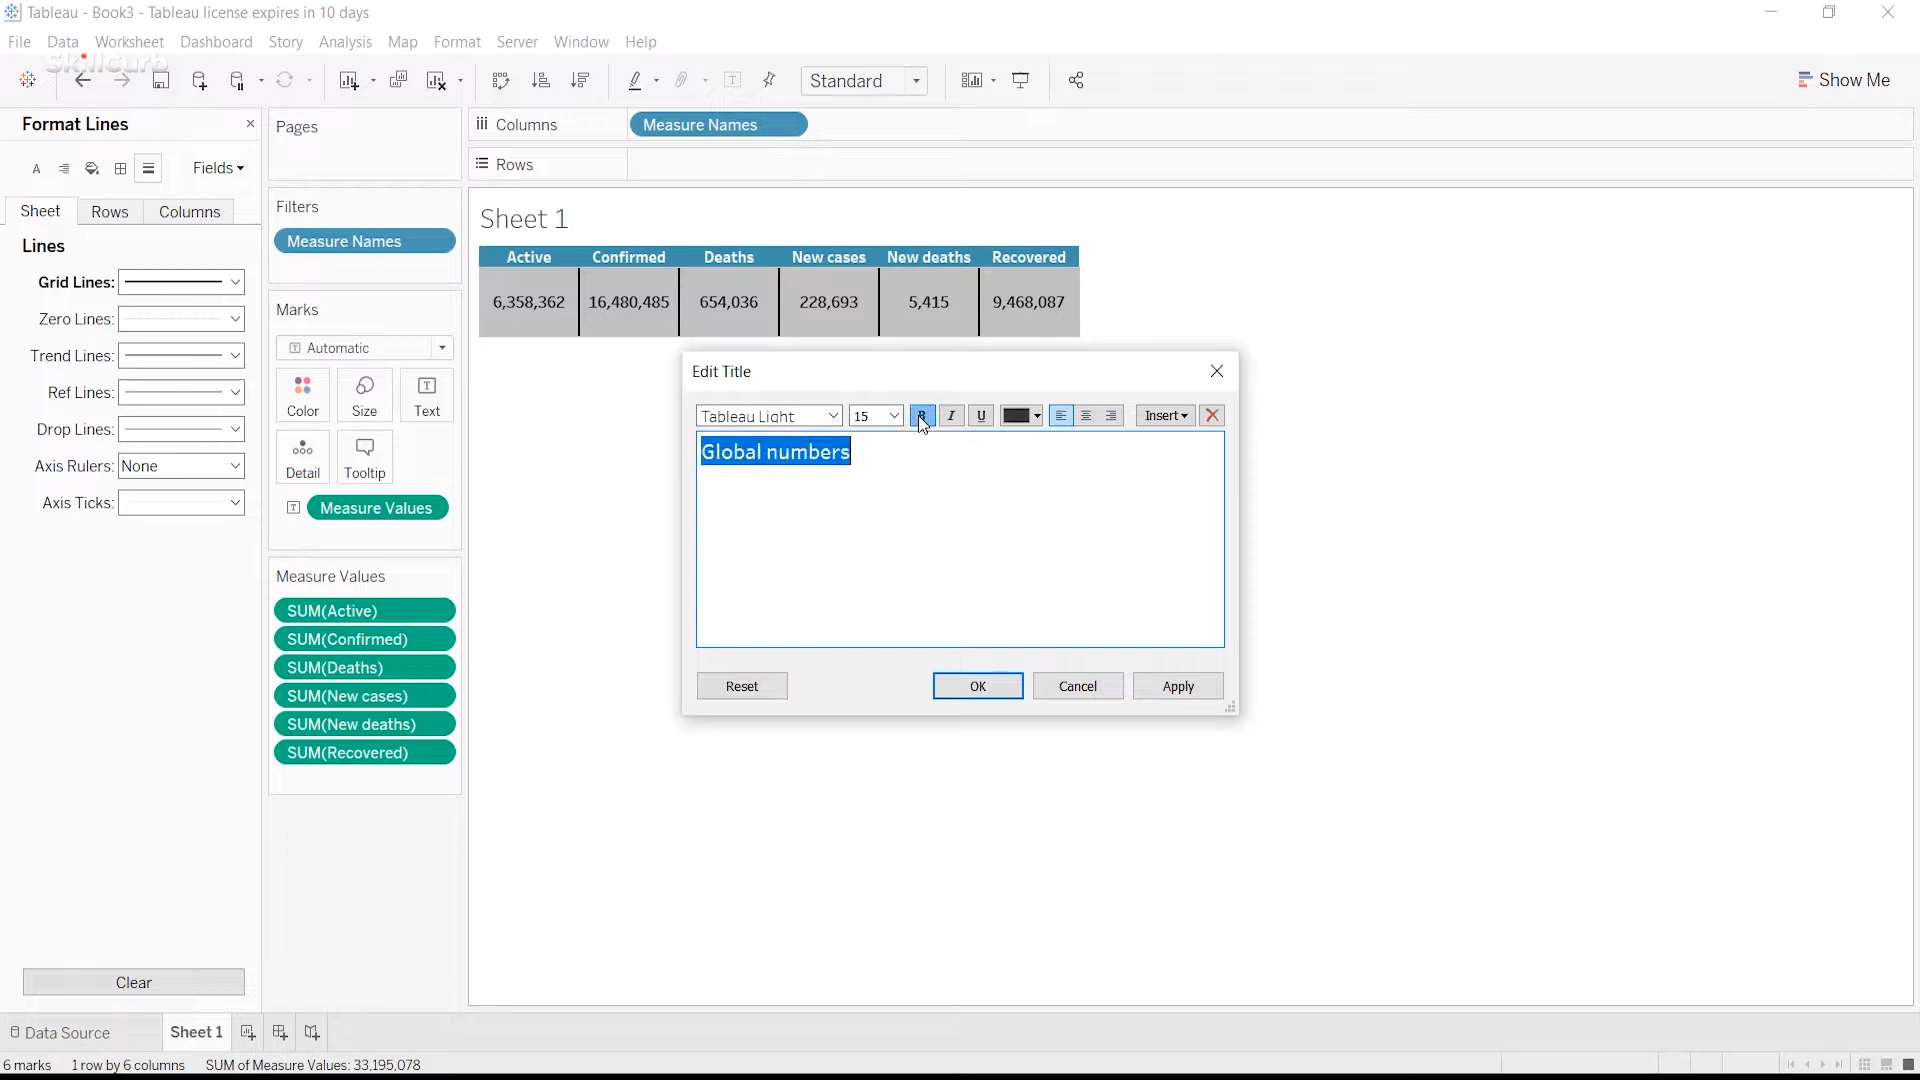 Tableau - Book3 - Tableau license expires in 10 days
File Data Worksheet Dashboard Story Analysis Map Format Server Window Help
Skillcurb
Standard
Show Me
Format Lines
Fields
Sheet Rows Columns
Lines
Grid Lines:
Zero Lines:
Trend Lines:
Ref Lines:
Drop Lines:
Axis Rulers: None
Axis Ticks:
Clear
Pages
Filters
Measure Names
Marks
Automatic
Color Size Text
Detail Tooltip
Measure Values
Measure Values
SUM(Active)
SUM(Confirmed)
SUM(Deaths)
SUM(New cases)
SUM(New deaths)
SUM(Recovered)
Columns Measure Names
Rows
Sheet 1
Active Confirmed Deaths New cases New deaths Recovered
6,358,362 16,480,485 654,036 228,693 5,415 9,468,087
Edit Title
Tableau Light 15 B I U Insert
Global numbers
Reset OK Cancel Apply
Data Source Sheet 1
6 marks 1 row by 6 columns SUM of Measure Values: 33,195,078